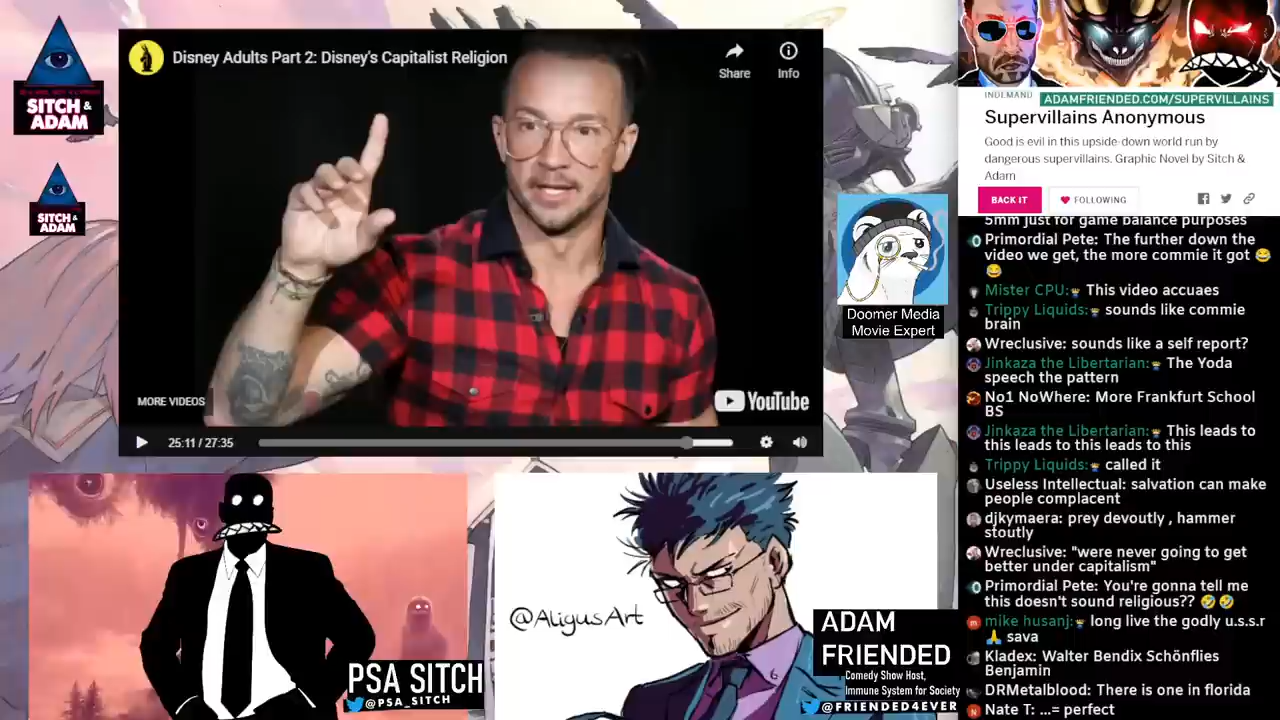 SITCH &
ADAM
SITCH &
ADAM
Disney Adults Part 2: Disney's Capitalist Religion
Share
Info
MORE VIDEOS
YouTube
25:11 / 27:35
Doomer Media
Movie Expert
INDEMAND
ADAMFRIENDED.COM/SUPERVILLAINS
Supervillains Anonymous
Good is evil in this upside-down world run by
dangerous supervillains. Graphic Novel by Sitch &
Adam
BACK IT
FOLLOWING
5mm just for game balance purposes
Primordial Pete: The further down the
video we get, the more commie it got 😂
😂
Mister CPU: This video accuaes
Trippy Liquids: sounds like commie
brain
Wreclusive: sounds like a self report?
Jinkaza the Libertarian: The Yoda
speech the pattern
No1 NoWhere: More Frankfurt School
BS
Jinkaza the Libertarian: This leads to
this leads to this leads to this
Trippy Liquids: called it
Useless Intellectual: salvation can make
people complacent
djkymaera: prey devoutly , hammer
stoutly
Wreclusive: "were never going to get
better under capitalism"
Primordial Pete: You're gonna tell me
this doesn't sound religious?? 🤣🤣
mike husanj: long live the godly u.s.s.r
🙏 sava
Kladex: Walter Bendix Schönflies
Benjamin
DRMetalblood: There is one in florida
Nate T: ...= perfect
PSA SITCH
@PSA_SITCH
@AligusArt
ADAM
FRIENDED
Comedy Show Host,
Immune System for Society
@FRIENDED4EVER